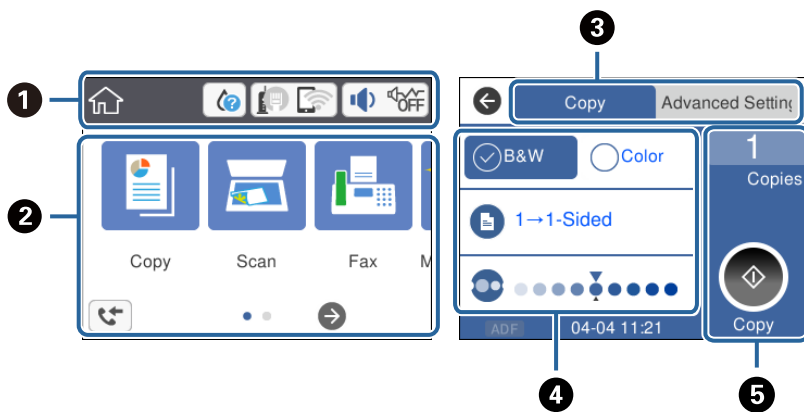 3
1
OFF
Copy
Advanced Setting
1
Copies
B&W
Color
2
1→1-Sided
Copy
Scan
Fax
M
ADF
04-04 11:21
Copy
4
5